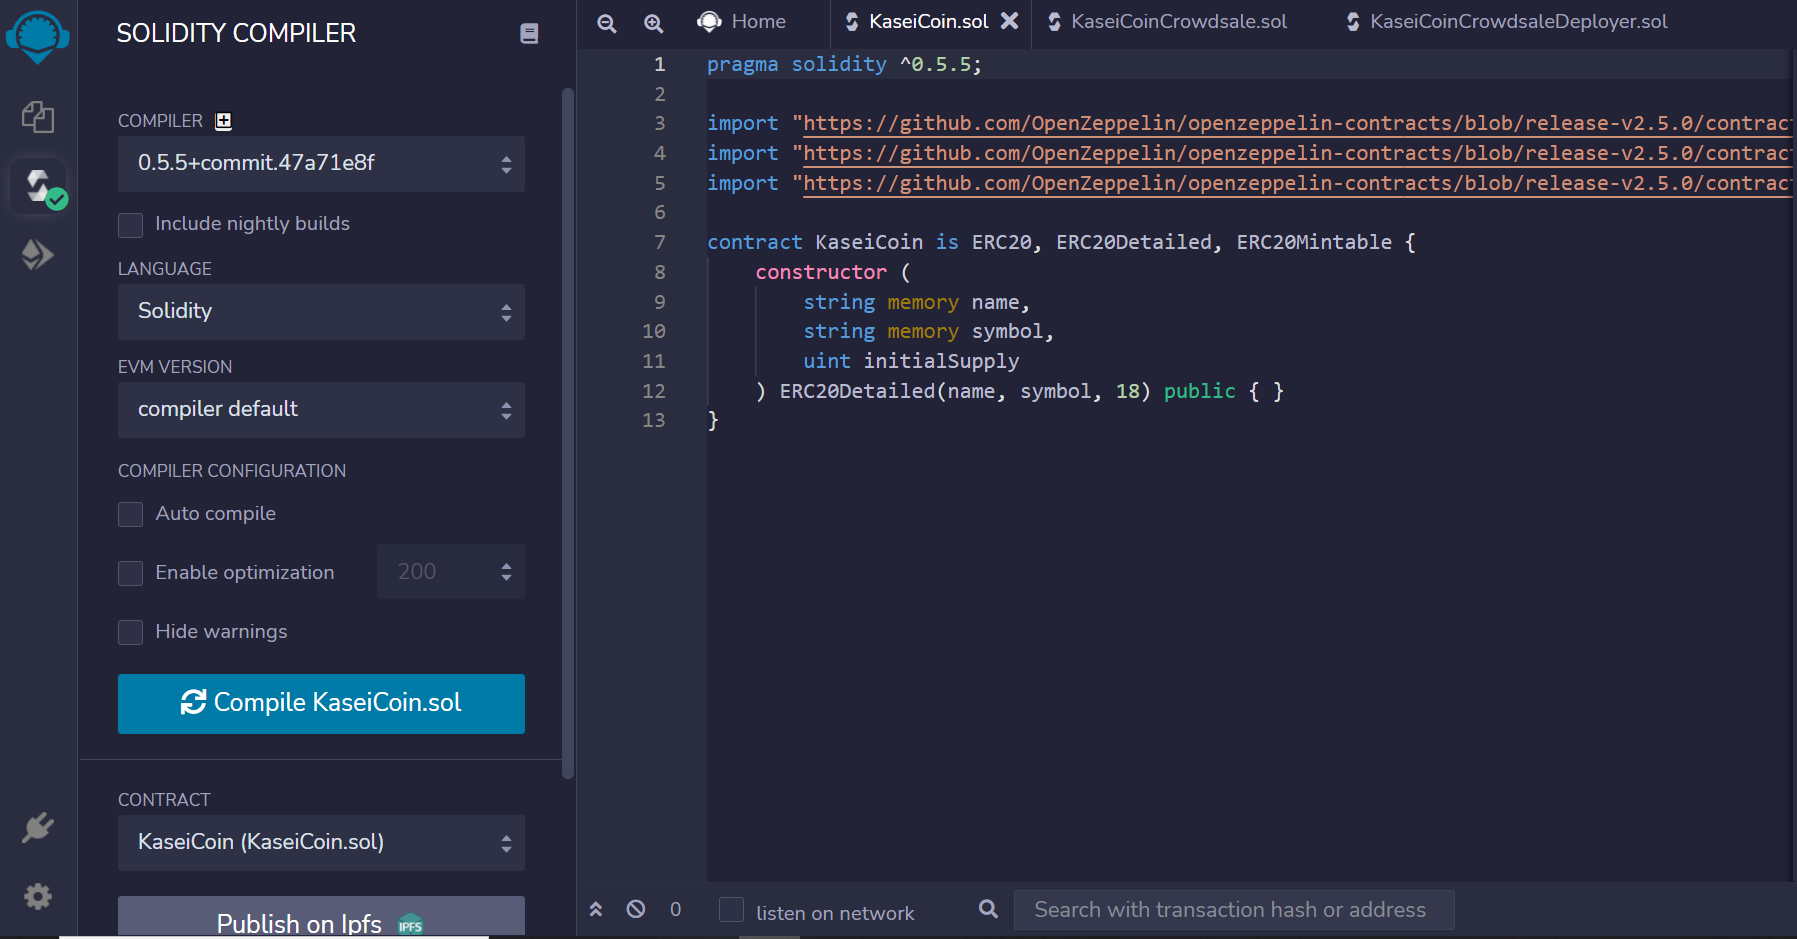 SOLIDITY COMPILER
COMPILER
0.5.5+commit.47a71e8f
Include nightly builds
LANGUAGE
Solidity
EVM VERSION
compiler default
COMPILER CONFIGURATION
Auto compile
Enable optimization
200
Hide warnings
Compile KaseiCoin.sol
CONTRACT
KaseiCoin (KaseiCoin.sol)
Publish on Ipfs
IPFS
Home
KaseiCoin.sol
KaseiCoinCrowdsale.sol
KaseiCoinCrowdsaleDeployer.sol
1 pragma solidity ^0.5.5;
2
3 import "https://github.com/OpenZeppelin/openzeppelin-contracts/blob/release-v2.5.0/contrac
4 import "https://github.com/OpenZeppelin/openzeppelin-contracts/blob/release-v2.5.0/contrac
5 import "https://github.com/OpenZeppelin/openzeppelin-contracts/blob/release-v2.5.0/contrac
6
7 contract KaseiCoin is ERC20, ERC20Detailed, ERC20Mintable {
8 constructor (
9 string memory name,
10 string memory symbol,
11 uint initialSupply
12 ) ERC20Detailed(name, symbol, 18) public { }
13 }
0
listen on network
Search with transaction hash or address